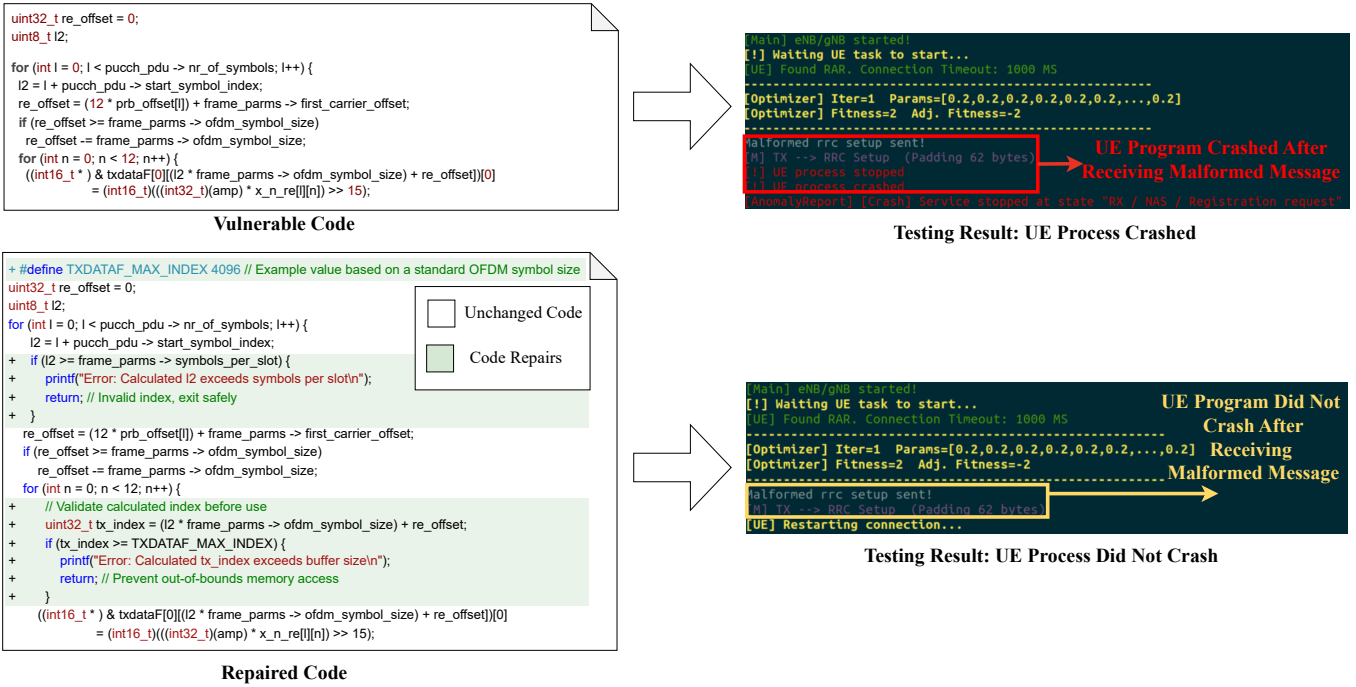 uint32_t re_offset = 0;
uint8_t l2;
for (int l = 0; l < pucch_pdu -> nr_of_symbols; l++) {
l2 = l + pucch_pdu -> start_symbol_index;
re_offset = (12 * prb_offset[l]) + frame_parms -> first_carrier_offset;
if (re_offset >= frame_parms -> ofdm_symbol_size)
re_offset -= frame_parms -> ofdm_symbol_size;
for (int n = 0; n < 12; n++) {
((int16_t * ) & txdataF[0][(l2 * frame_parms -> ofdm_symbol_size) + re_offset])[0]
= (int16_t)(((int32_t)(amp) * x_n_re[l][n]) >> 15);
Vulnerable Code
[Main] eNB/gNB started!
[!] Waiting UE task to start...
[UE] Found RAR. Connection Timeout: 1000 MS
[Optimizer] Iter=1 Params=[0.2,0.2,0.2,0.2,0.2,0.2,...,0.2]
[Optimizer] Fitness=2 Adj. Fitness=-2
Malformed rrc setup sent!
[M] TX --> RRC Setup (Padding 62 bytes)
[!] UE process stopped
[!] UE process crashed
[AnomalyReport] [Crash] Service stopped at state "RX / NAS / Registration request"
UE Program Crashed After
Receiving Malformed Message
Testing Result: UE Process Crashed
+ #define TXDATAF_MAX_INDEX 4096 // Example value based on a standard OFDM symbol size
uint32_t re_offset = 0;
uint8_t l2;
for (int l = 0; l < pucch_pdu -> nr_of_symbols; l++) {
l2 = l + pucch_pdu -> start_symbol_index;
+ if (l2 >= frame_parms -> symbols_per_slot) {
+ printf("Error: Calculated l2 exceeds symbols per slot\n");
+ return; // Invalid index, exit safely
+ }
re_offset = (12 * prb_offset[l]) + frame_parms -> first_carrier_offset;
if (re_offset >= frame_parms -> ofdm_symbol_size)
re_offset -= frame_parms -> ofdm_symbol_size;
for (int n = 0; n < 12; n++) {
+ // Validate calculated index before use
+ uint32_t tx_index = (l2 * frame_parms -> ofdm_symbol_size) + re_offset;
+ if (tx_index >= TXDATAF_MAX_INDEX) {
+ printf("Error: Calculated tx_index exceeds buffer size\n");
+ return; // Prevent out-of-bounds memory access
+ }
((int16_t * ) & txdataF[0][(l2 * frame_parms -> ofdm_symbol_size) + re_offset])[0]
= (int16_t)(((int32_t)(amp) * x_n_re[l][n]) >> 15);
Unchanged Code
Code Repairs
Repaired Code
[Main] eNB/gNB started!
[!] Waiting UE task to start...
[UE] Found RAR. Connection Timeout: 1000 MS
[Optimizer] Iter=1 Params=[0.2,0.2,0.2,0.2,0.2,0.2,...,0.2]
[Optimizer] Fitness=2 Adj. Fitness=-2
Malformed rrc setup sent!
[M] TX --> RRC Setup (Padding 62 bytes)
[UE] Restarting connection...
UE Program Did Not
Crash After
Receiving
Malformed Message
Testing Result: UE Process Did Not Crash